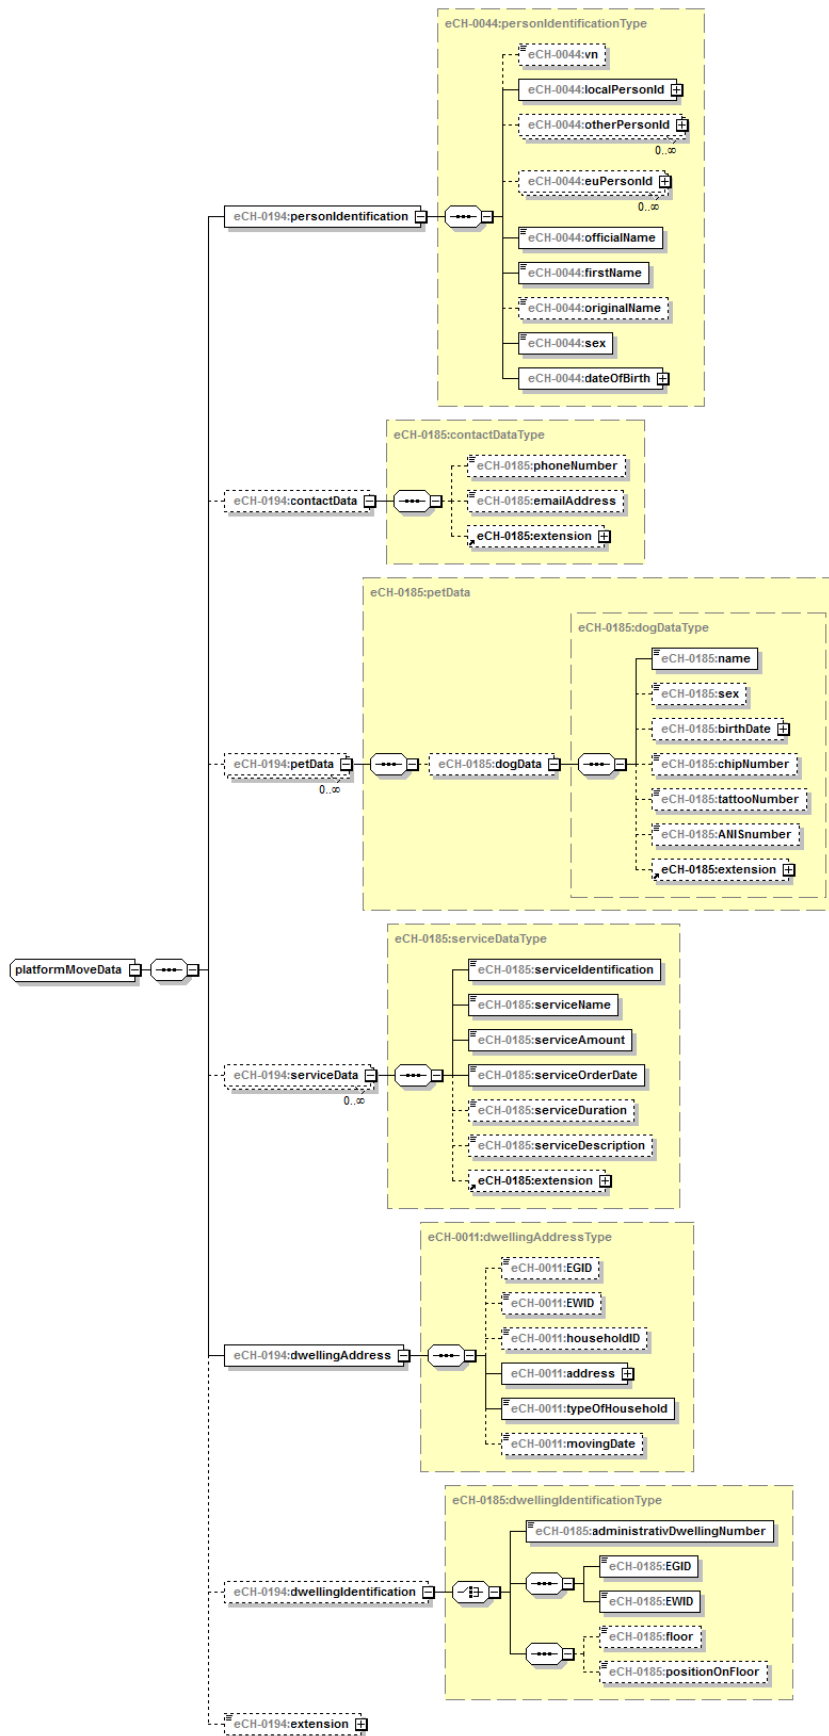 eCH-0044:personIdentificationType
eCH-0044:vn
eCH-0044:localPersonId
eCH-0044:otherPersonId
0..∞
eCH-0044:euPersonId
0..∞
eCH-0194:personIdentification
eCH-0044:officialName
eCH-0044:firstName
eCH-0044:originalName
eCH-0044:sex
eCH-0044:dateOfBirth
eCH-0185:contactDataType
eCH-0185:phoneNumber
eCH-0194:contactData
eCH-0185:emailAddress
eCH-0185:extension
eCH-0185:petData
eCH-0185:dogDataType
eCH-0185:name
eCH-0185:sex
eCH-0185:birthDate
eCH-0194:petData
0..∞
eCH-0185:dogData
eCH-0185:chipNumber
eCH-0185:tattooNumber
eCH-0185:ANISnumber
eCH-0185:extension
eCH-0185:serviceDataType
platformMoveData
eCH-0185:serviceIdentification
eCH-0185:serviceName
eCH-0185:serviceAmount
eCH-0194:serviceData
0..∞
eCH-0185:serviceOrderDate
eCH-0185:serviceDuration
eCH-0185:serviceDescription
eCH-0185:extension
eCH-0011:dwellingAddressType
eCH-0011:EGID
eCH-0011:EWID
eCH-0011:householdID
eCH-0194:dwellingAddress
eCH-0011:address
eCH-0011:typeOfHousehold
eCH-0011:movingDate
eCH-0185:dwellingIdentificationType
eCH-0185:administrativDwellingNumber
eCH-0185:EGID
eCH-0194:dwellingIdentification
eCH-0185:EWID
eCH-0185:floor
eCH-0185:positionOnFloor
eCH-0194:extension